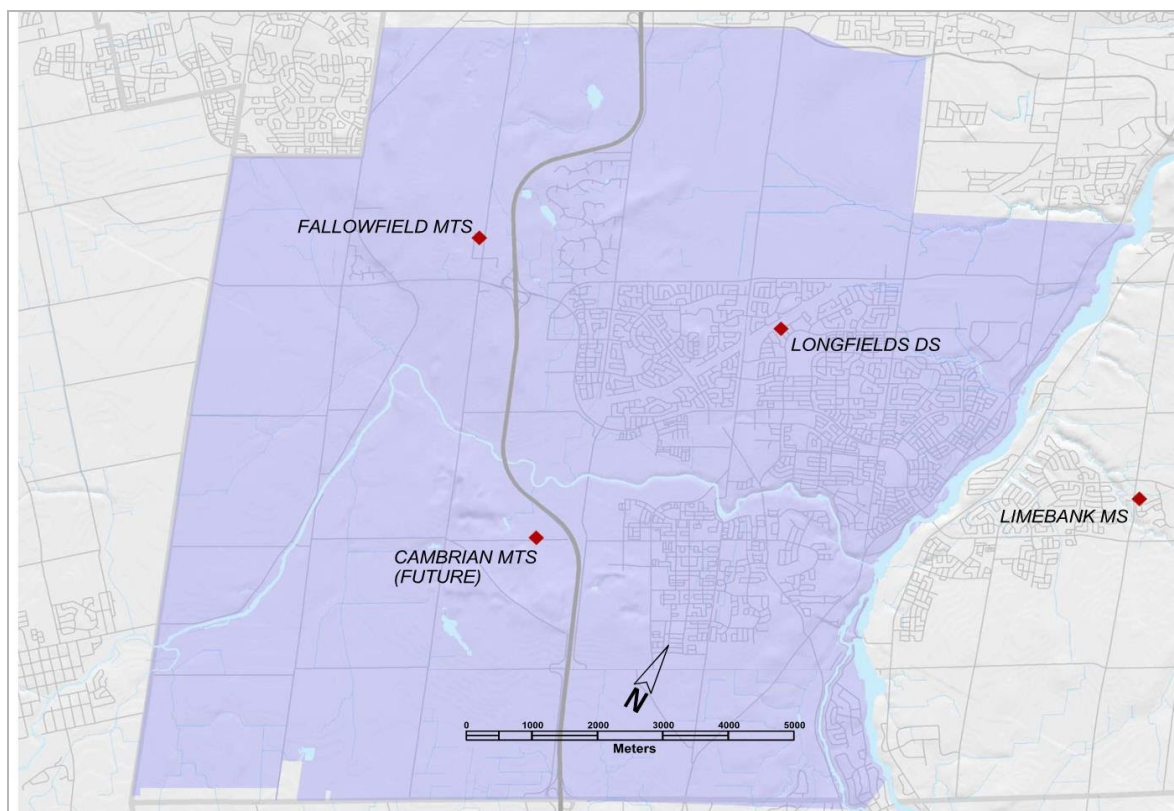 FALLOWFIELD MTS
LONGFIELDS DS
LIMEBANK MS
CAMBRIAN MTS
(FUTURE)
N
0 1000 2000 3000 4000 5000
Meters